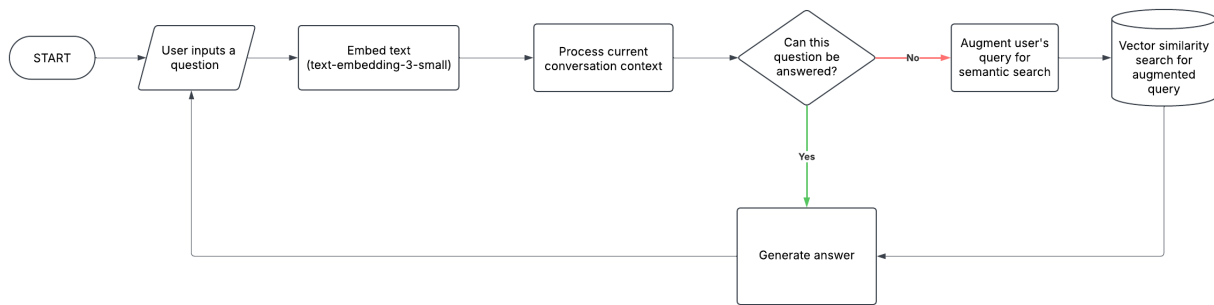 START
User inputs a
question
Embed text
(text-embedding-3-small)
Process current
conversation context
Can this
question be
answered?
No
Augment user's
query for
semantic search
Vector similarity
search for
augmented
query
Yes
Generate answer